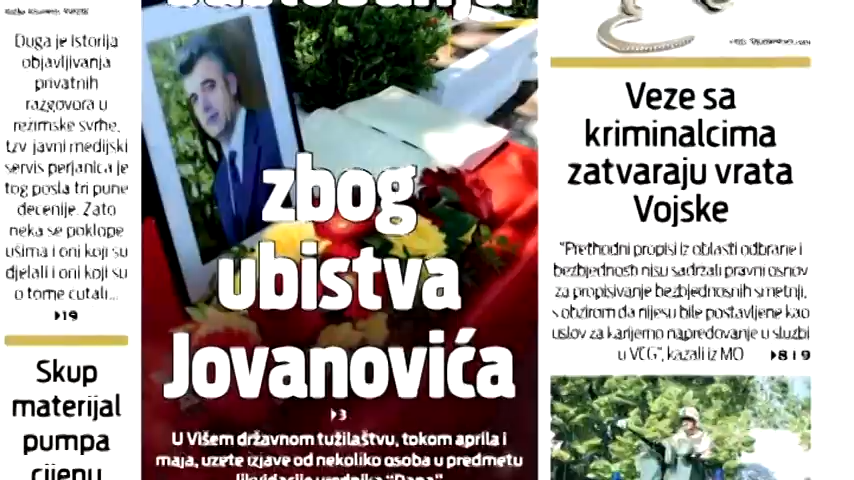 Duga je istorija
objavljivanja
privatnih
razgovora u
režimske svrhe,
tzv javni medijski
servis perjanica je
tog posla tri pune
decenije. Zato
neka se poklope
ušima i oni koji su
djelali i oni koji su
o tome ćutali...
19
Skup
materijal
pumpa
cijenu
zbog
ubistva
Jovanovića
3
U Višem državnom tužilaštvu, tokom aprila i
maja, uzete izjave od nekoliko osoba u predmetu
likvidacije urednika "Dana"
Veze sa
kriminalcima
zatvaraju vrata
Vojske
"Prethodni propisi iz oblasti odbrane i
bezbjednosti nisu sadržali pravni osnov
za propisivanje bezbjednosnih smetnji,
s obzirom da nijesu bile postavljene kao
uslov za karijerno napredovanje u službi
u VCG", kazali iz MO
8 i 9